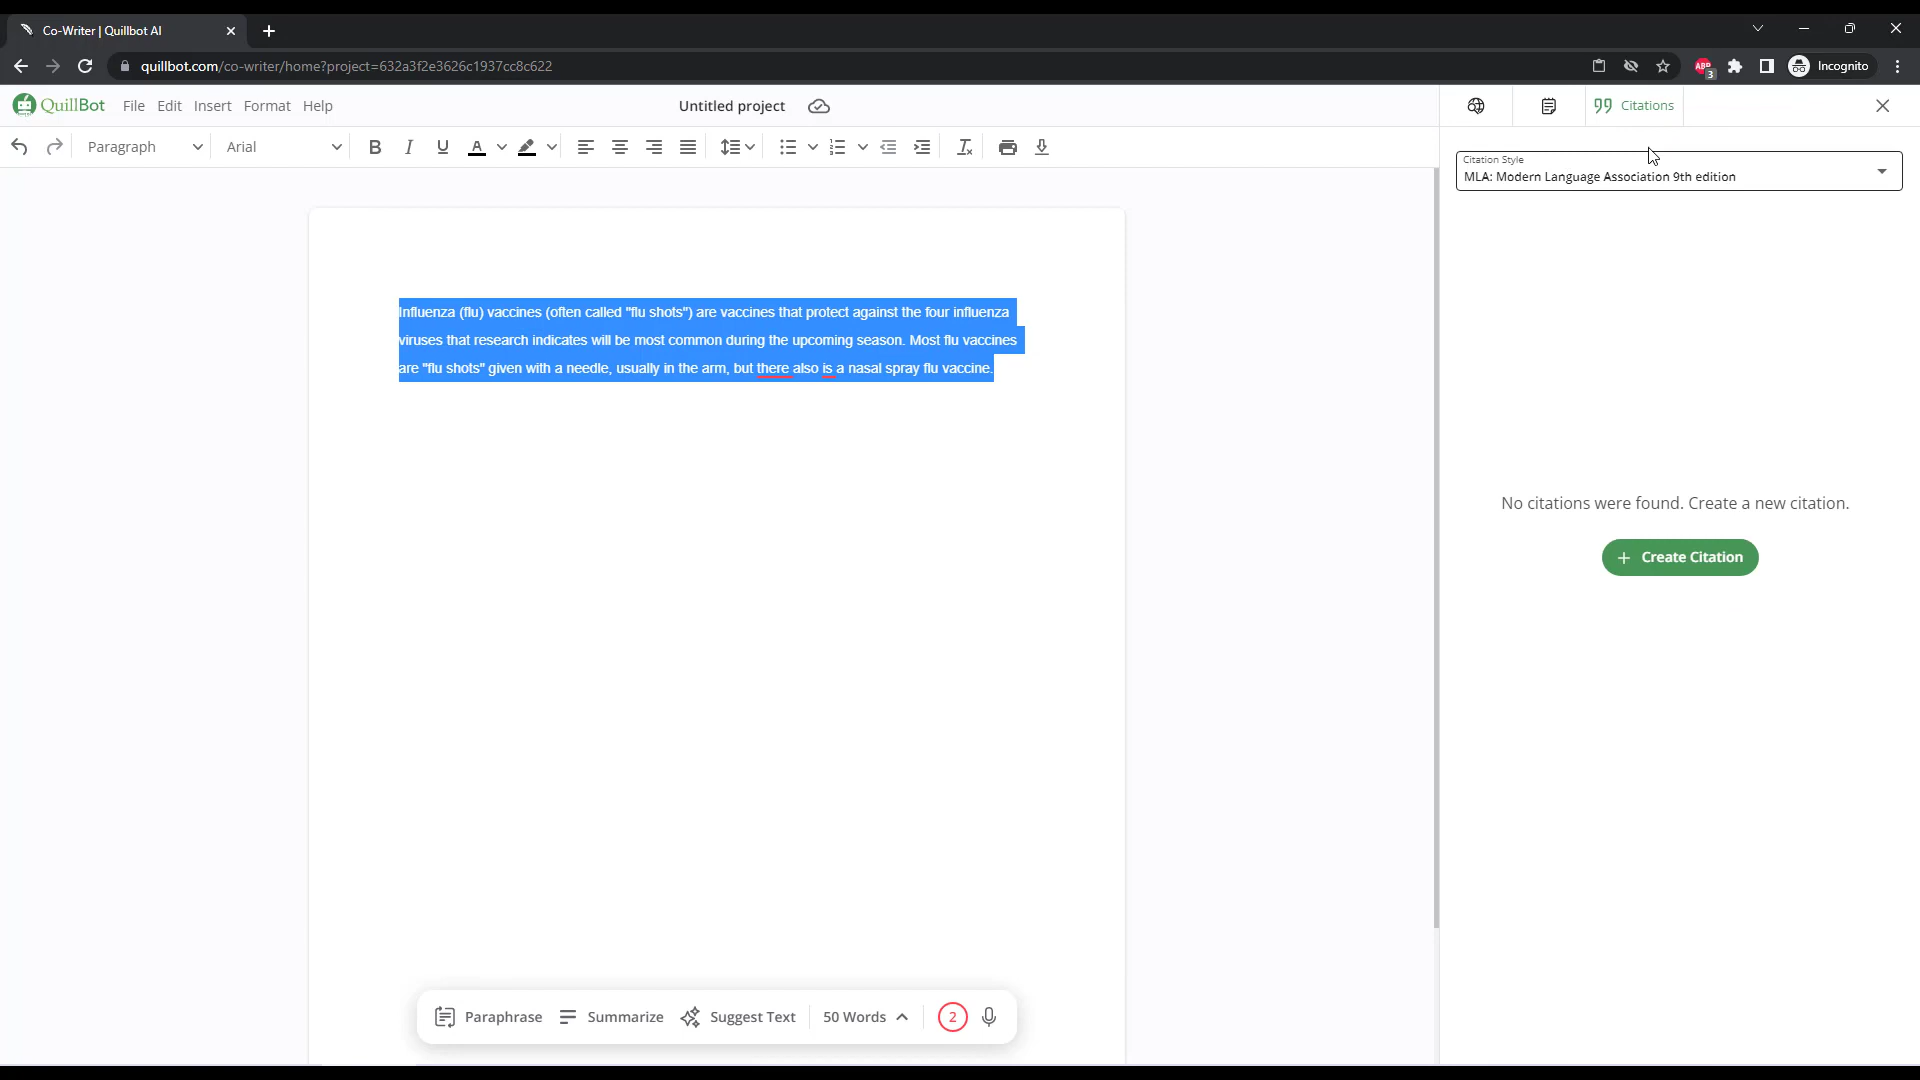 Co-Writer | Quillbot AI
quillbot.com/co-writer/home?project=632a3f2e3626c1937cc8c622
ABP 3
Incognito
QuillBot File Edit Insert Format Help
Untitled project
Citations
Paragraph
Arial
B I U A
Citation Style
MLA: Modern Language Association 9th edition
Influenza (flu) vaccines (often called "flu shots") are vaccines that protect against the four influenza
viruses that research indicates will be most common during the upcoming season. Most flu vaccines
are "flu shots" given with a needle, usually in the arm, but there also is a nasal spray flu vaccine.
No citations were found. Create a new citation.
+ Create Citation
Paraphrase Summarize Suggest Text 50 Words 2